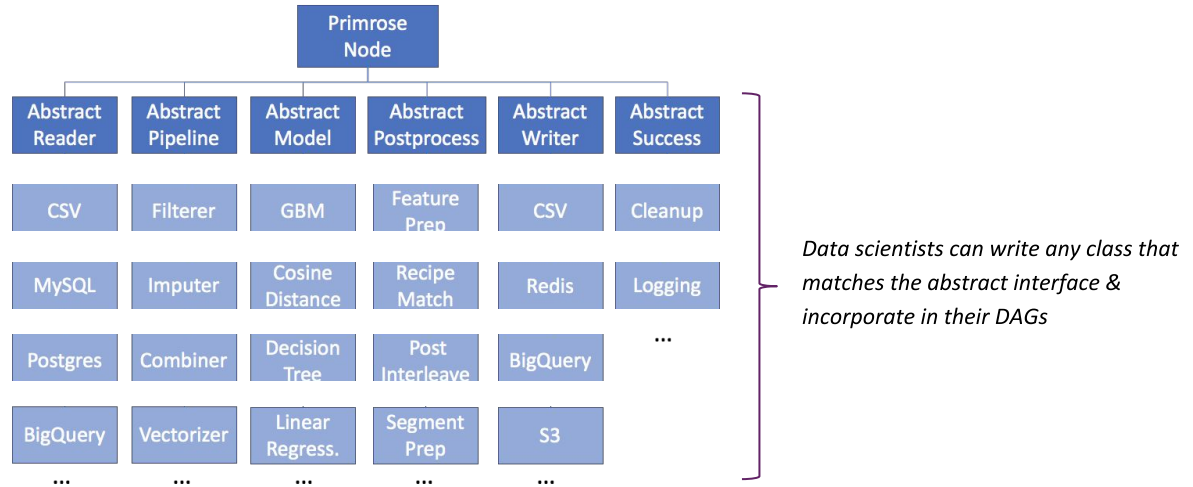 Primrose
Node
Abstract
Reader
Abstract
Pipeline
Abstract
Model
Abstract
Postprocess
Abstract
Writer
Abstract
Success
CSV
Filterer
GBM
Feature
Prep
CSV
Cleanup
MySQL
Imputer
Cosine
Distance
Recipe
Match
Redis
Logging
Postgres
Combiner
Decision
Tree
Post
Interleave
BigQuery
...
BigQuery
Vectorizer
Linear
Regress.
Segment
Prep
S3
...
...
...
...
...
Data scientists can write any class that
matches the abstract interface &
incorporate in their DAGs